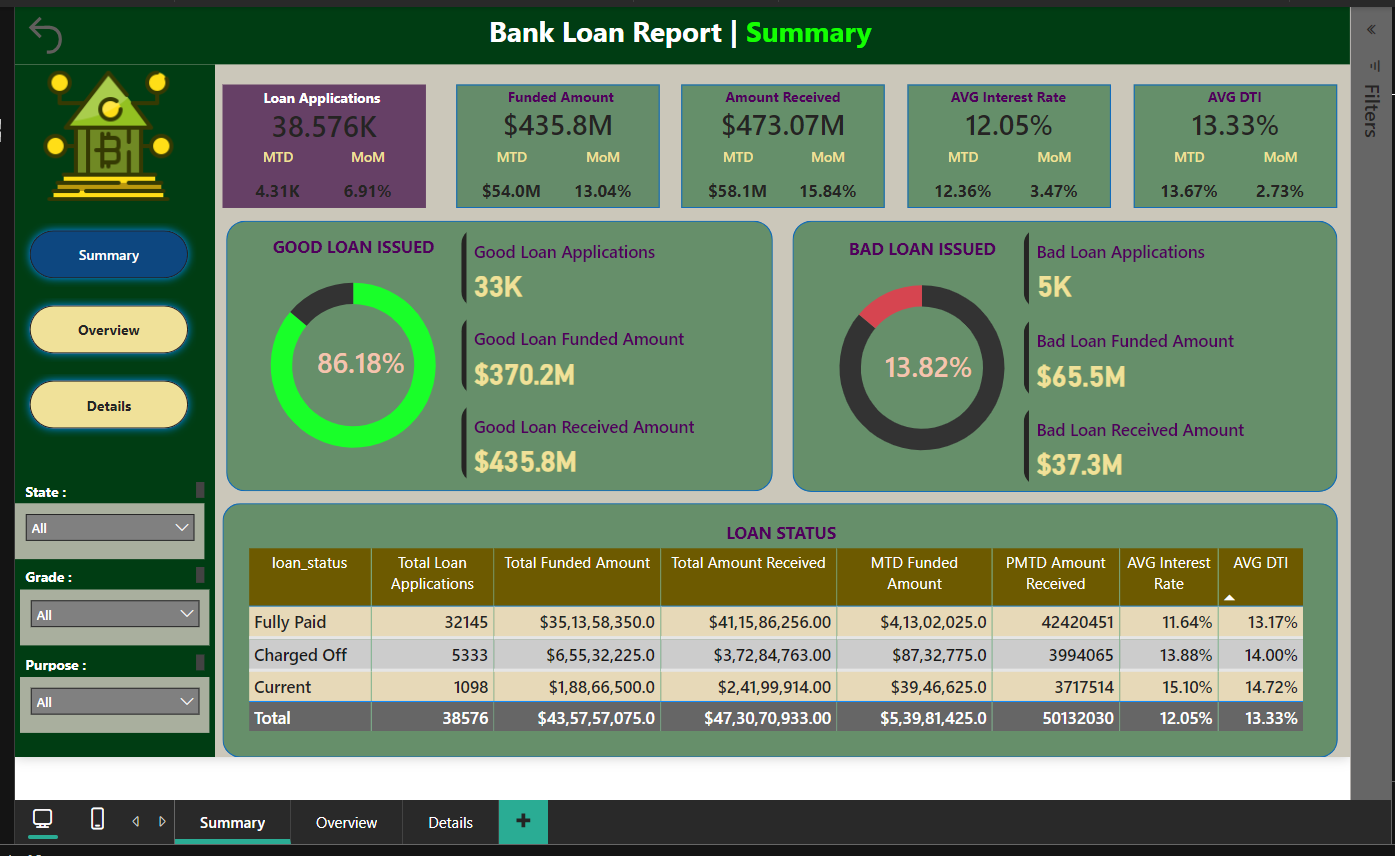 Bank Loan Report | Summary
Filters
Loan Applications
38.576K
MTD MoM
4.31K 6.91%
Funded Amount
$435.8M
MTD MoM
$54.0M 13.04%
Amount Received
$473.07M
MTD MoM
$58.1M 15.84%
AVG Interest Rate
12.05%
MTD MoM
12.36% 3.47%
AVG DTI
13.33%
MTD MoM
13.67% 2.73%
Summary
Overview
Details
State :
All
Grade :
All
Purpose :
All
GOOD LOAN ISSUED
86.18%
Good Loan Applications
33K
Good Loan Funded Amount
$370.2M
Good Loan Received Amount
$435.8M
BAD LOAN ISSUED
13.82%
Bad Loan Applications
5K
Bad Loan Funded Amount
$65.5M
Bad Loan Received Amount
$37.3M
LOAN STATUS
loan_status Total Loan Applications Total Funded Amount Total Amount Received MTD Funded Amount PMTD Amount Received AVG Interest Rate AVG DTI
Fully Paid 32145 $35,13,58,350.0 $41,15,86,256.00 $4,13,02,025.0 42420451 11.64% 13.17%
Charged Off 5333 $6,55,32,225.0 $3,72,84,763.00 $87,32,775.0 3994065 13.88% 14.00%
Current 1098 $1,88,66,500.0 $2,41,99,914.00 $39,46,625.0 3717514 15.10% 14.72%
Total 38576 $43,57,57,075.0 $47,30,70,933.00 $5,39,81,425.0 50132030 12.05% 13.33%
Summary Overview Details +